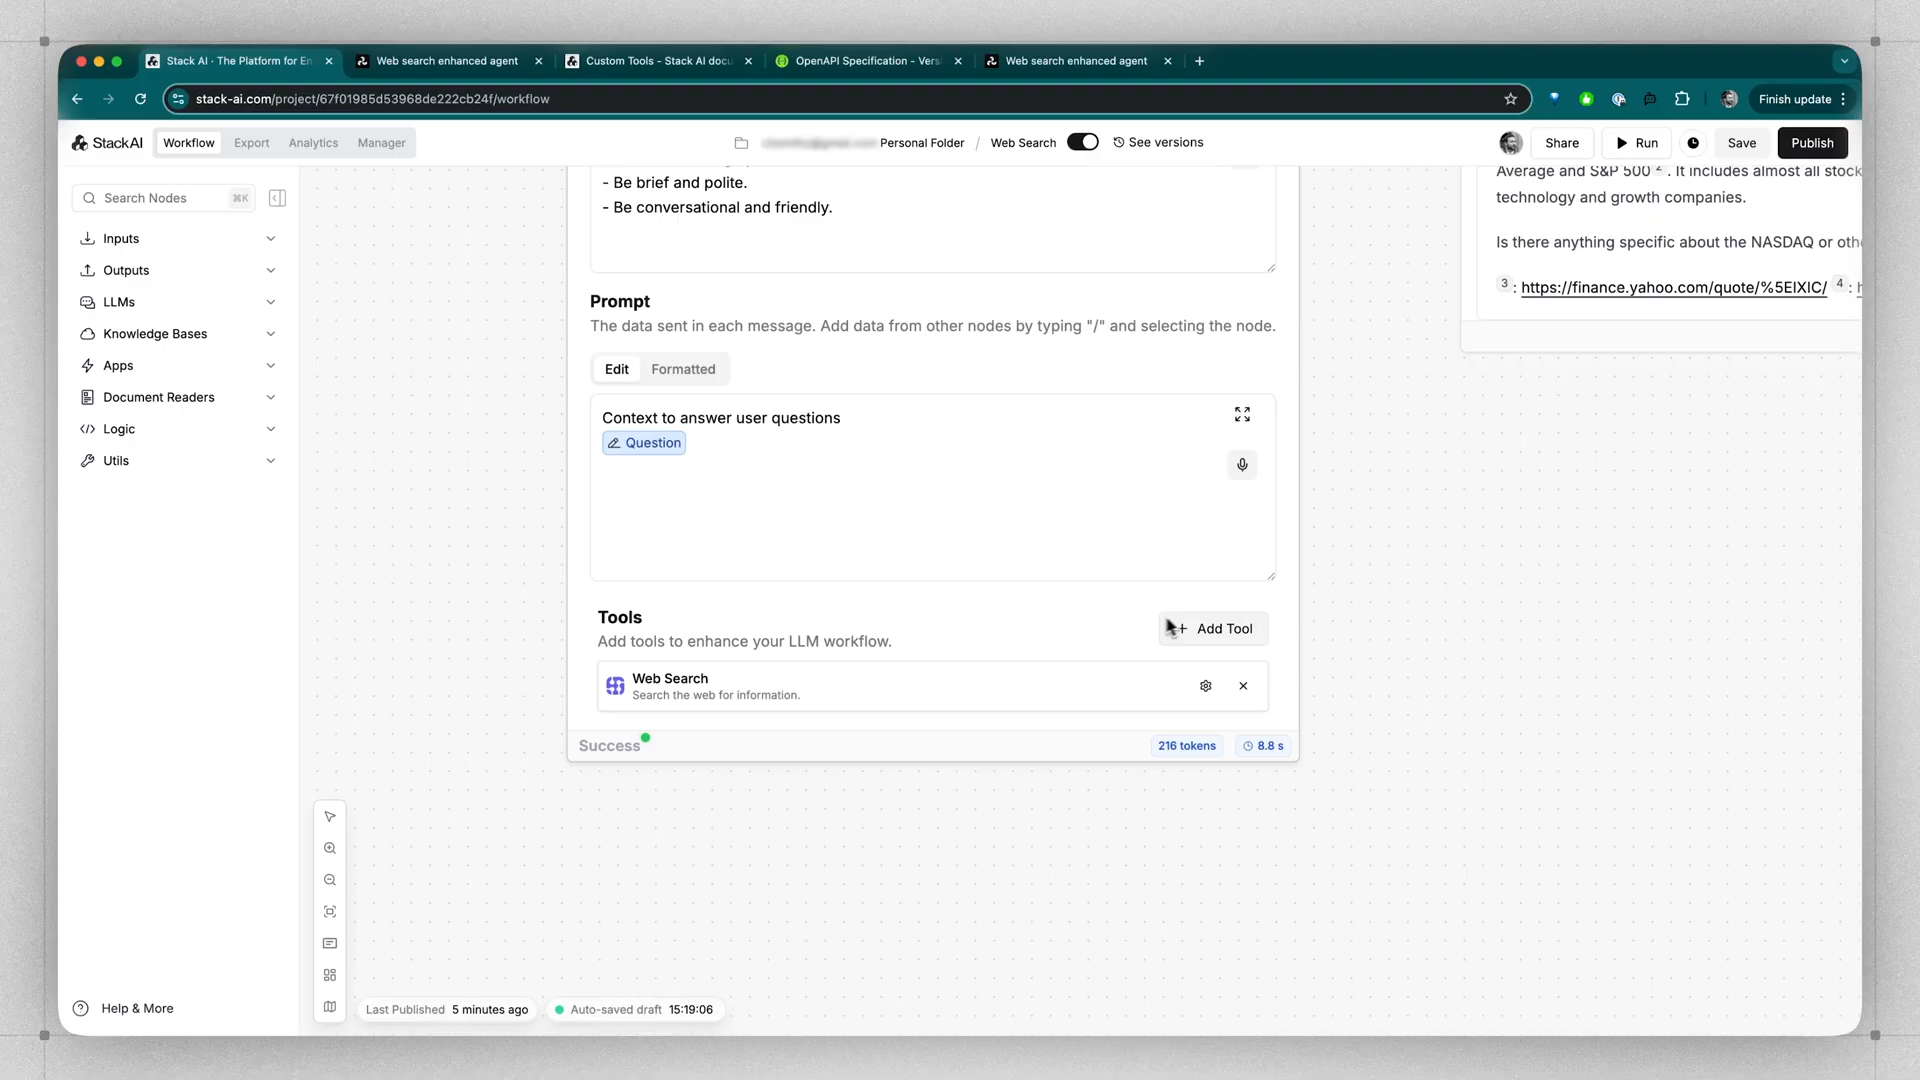 Stack AI · The Platform for En
Web search enhanced agent
Custom Tools - Stack AI docu
OpenAPI Specification - Versi
Web search enhanced agent
stack-ai.com/project/67f01985d53968de222cb24f/workflow
Finish update
StackAI
Workflow
Export
Analytics
Manager
Personal Folder / Web Search
See versions
Share
Run
Save
Publish
Search Nodes
⌘K
Inputs
Outputs
LLMs
Knowledge Bases
Apps
Document Readers
Logic
Utils
Help & More
- Be brief and polite.
- Be conversational and friendly.
Prompt
The data sent in each message. Add data from other nodes by typing "/" and selecting the node.
Edit
Formatted
Context to answer user questions
Question
Tools
Add tools to enhance your LLM workflow.
+ Add Tool
Web Search
Search the web for information.
Success
216 tokens
8.8 s
Average and S&P 500 2. It includes almost all stock
technology and growth companies.
Is there anything specific about the NASDAQ or oth
3 : https://finance.yahoo.com/quote/%5EIXIC/ 4 : h
Last Published 5 minutes ago
Auto-saved draft 15:19:06